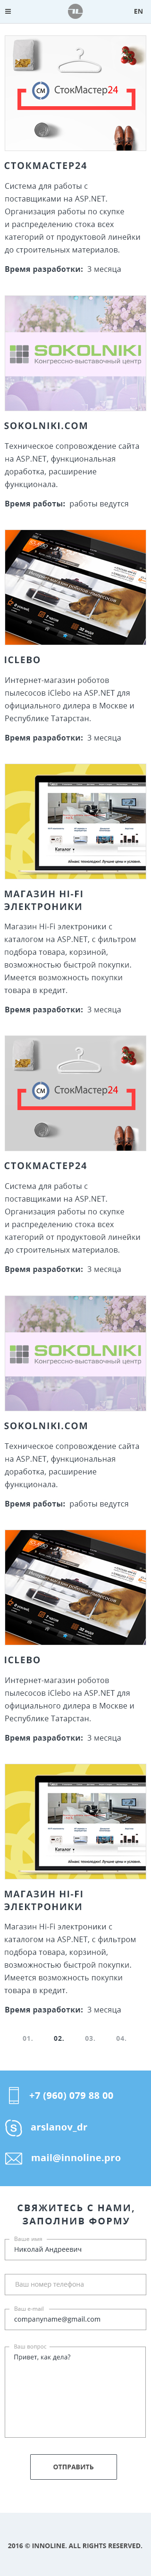 EN
СМ СтокМастер24
СТОКМАСТЕР24
Система для работы с
поставщиками на ASP.NET.
Организация работы по скупке
и распределению стока всех
категорий от продуктовой линейки
до строительных материалов.
Время разработки: 3 месяца
SOKOLNIKI
Конгрессно-выставочный центр
SOKOLNIKI.COM
Техническое сопровождение сайта
на ASP.NET, функциональная
доработка, расширение
функционала.
Время работы: работы ведутся
ICLEBO
Интернет-магазин роботов
пылесосов iClebo на ASP.NET для
официального дилера в Москве и
Республике Татарстан.
Время разработки: 3 месяца
Каталог
МАГАЗИН HI-FI
ЭЛЕКТРОНИКИ
Магазин Hi-Fi электроники с
каталогом на ASP.NET, с фильтром
подбора товара, корзиной,
возможностью быстрой покупки.
Имеется возможность покупки
товара в кредит.
Время разработки: 3 месяца
СМ СтокМастер24
СТОКМАСТЕР24
Система для работы с
поставщиками на ASP.NET.
Организация работы по скупке
и распределению стока всех
категорий от продуктовой линейки
до строительных материалов.
Время разработки: 3 месяца
SOKOLNIKI
Конгрессно-выставочный центр
SOKOLNIKI.COM
Техническое сопровождение сайта
на ASP.NET, функциональная
доработка, расширение
функционала.
Время работы: работы ведутся
ICLEBO
Интернет-магазин роботов
пылесосов iClebo на ASP.NET для
официального дилера в Москве и
Республике Татарстан.
Время разработки: 3 месяца
Каталог
МАГАЗИН HI-FI
ЭЛЕКТРОНИКИ
Магазин Hi-Fi электроники с
каталогом на ASP.NET, с фильтром
подбора товара, корзиной,
возможностью быстрой покупки.
Имеется возможность покупки
товара в кредит.
Время разработки: 3 месяца
01. 02. 03. 04.
+7 (960) 079 88 00
arslanov_dr
mail@innoline.pro
СВЯЖИТЕСЬ С НАМИ,
ЗАПОЛНИВ ФОРМУ
Ваше имя
Николай Андреевич
Ваш номер телефона
Ваш e-mail
companyname@gmail.com
Ваш вопрос
Привет, как дела?
ОТПРАВИТЬ
2016 © INNOLINE. ALL RIGHTS RESERVED.